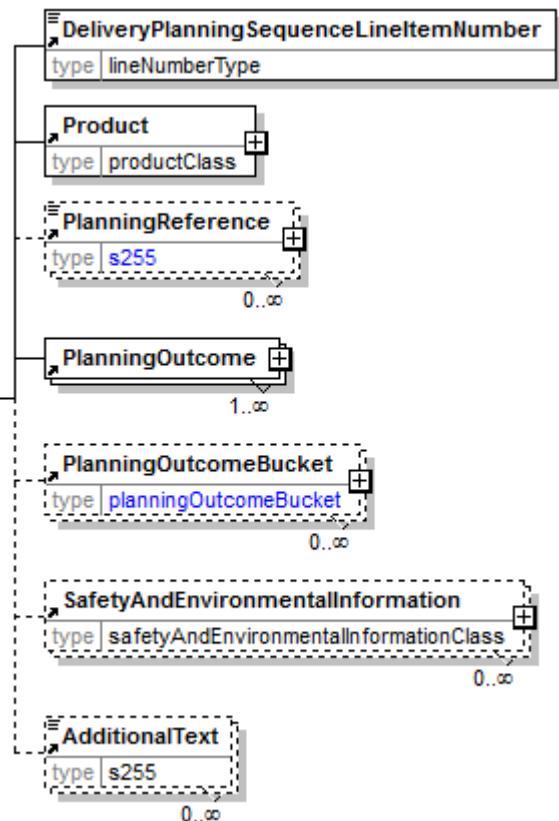 DeliveryPlanningSequenceLineItemNumber
type lineNumberType
Product
type productClass
PlanningReference
type s255
0..∞
PlanningOutcome
1..∞
PlanningOutcomeBucket
type planningOutcomeBucket
0..∞
SafetyAndEnvironmentalInformation
type safetyAndEnvironmentalInformationClass
0..∞
AdditionalText
type s255
0..∞